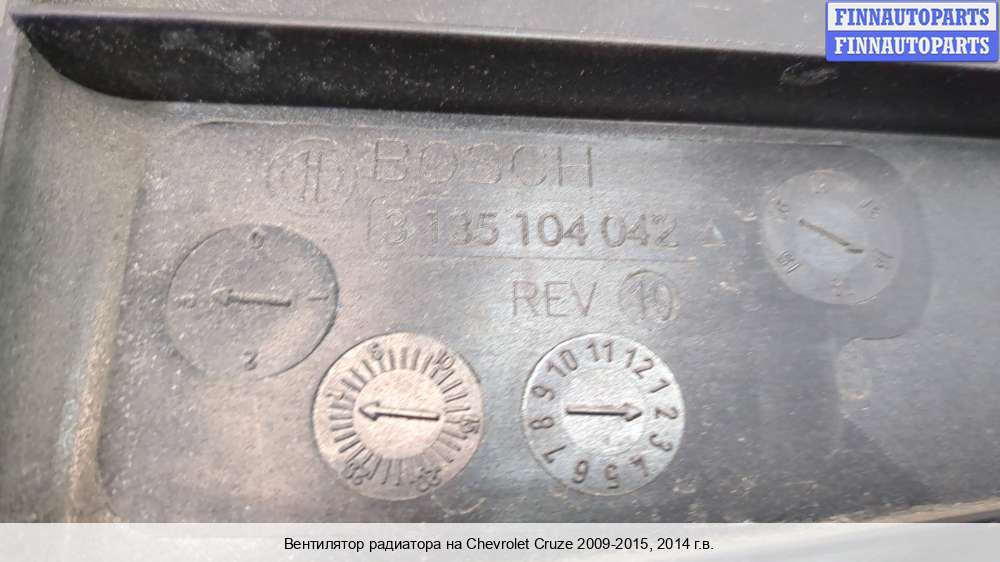 FINNAUTOPARTS
FINNAUTOPARTS
BOSCH
3 135 104 042
REV 10
10 11 12 1 2 3 4 5 6 7 8 9
Вентилятор радиатора на Chevrolet Cruze 2009-2015, 2014 г.в.